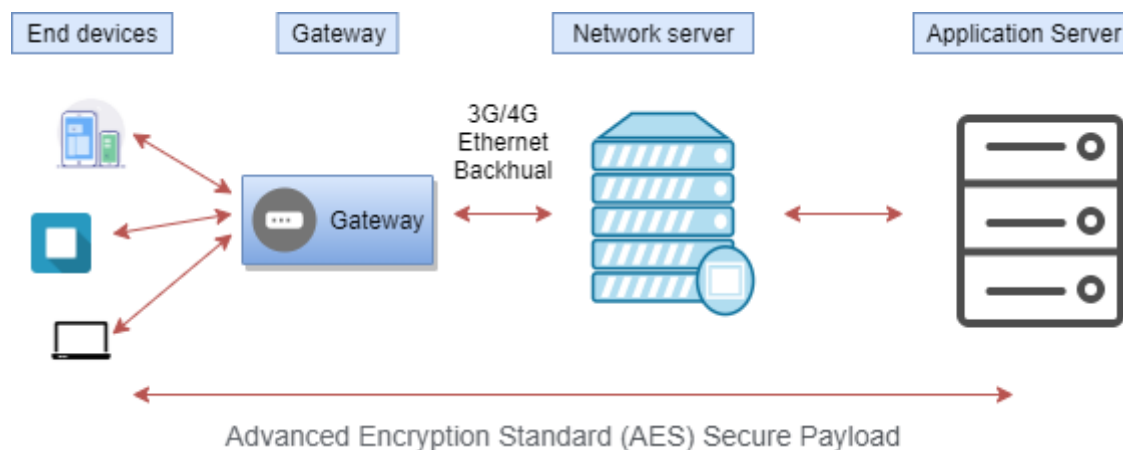 End devices
Gateway
Network server
Application Server
3G/4G
Ethernet
Backhual
Gateway
Advanced Encryption Standard (AES) Secure Payload